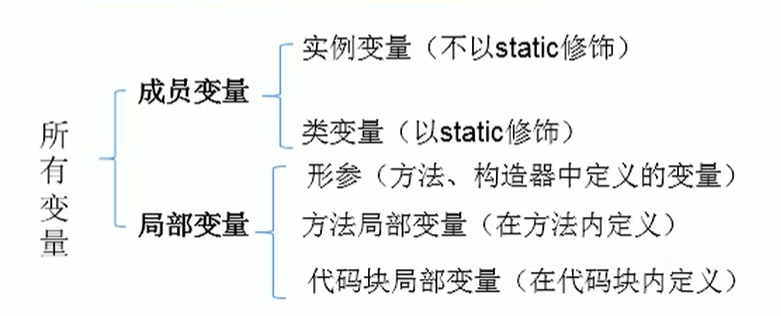 所有变量
成员变量
实例变量（不以static修饰）
类变量（以static修饰）
局部变量
形参（方法、构造器中定义的变量）
方法局部变量（在方法内定义）
代码块局部变量（在代码块内定义）